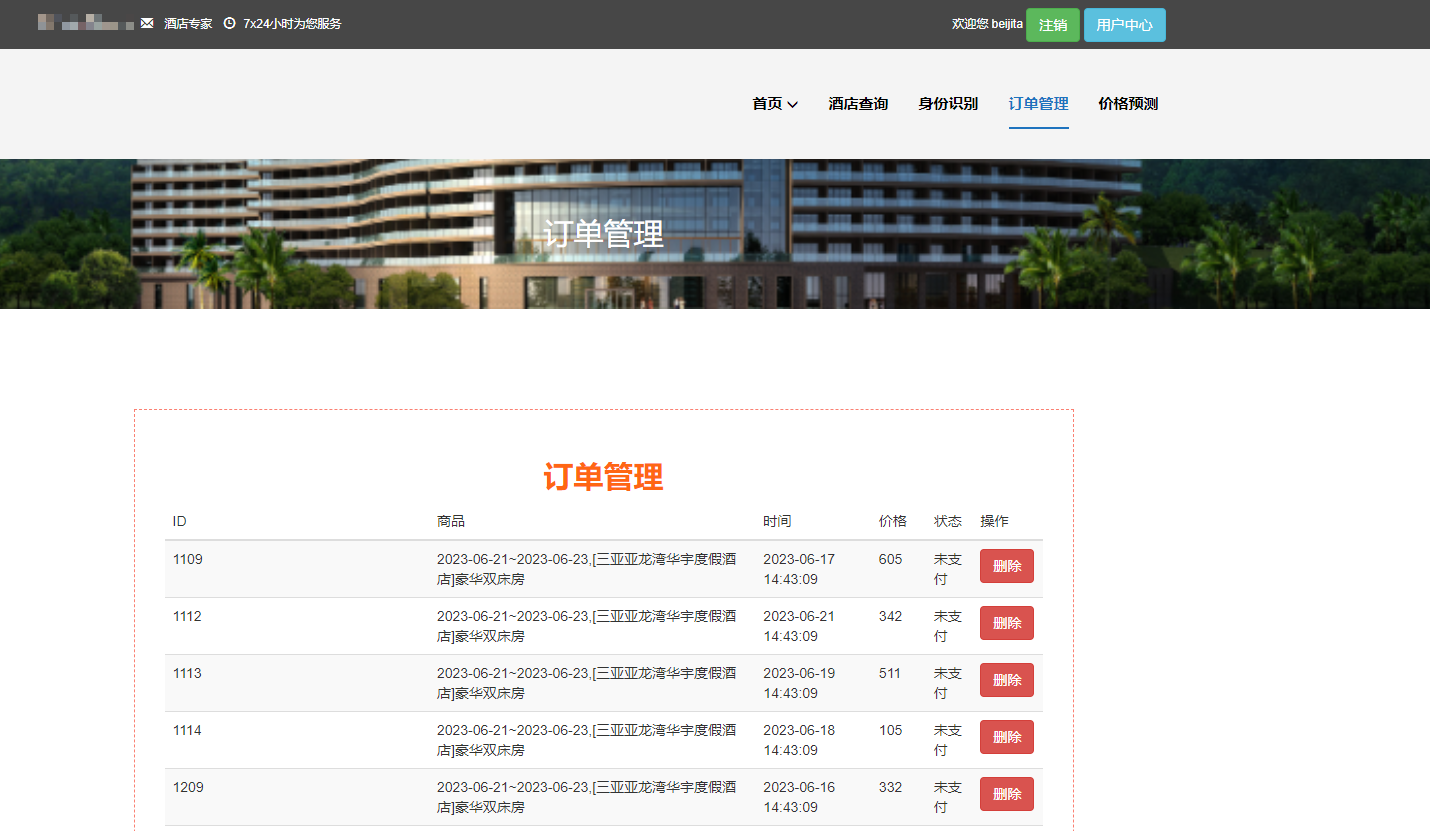 酒店专家 7x24小时为您服务 欢迎您 beijita 注销 用户中心
首页 酒店查询 身份识别 订单管理 价格预测
订单管理
订单管理
ID 商品 时间 价格 状态 操作
1109 2023-06-21~2023-06-23,[三亚亚龙湾华宇度假酒 2023-06-17 605 未支 删除
店]豪华双床房 14:43:09 付
1112 2023-06-21~2023-06-23,[三亚亚龙湾华宇度假酒 2023-06-21 342 未支 删除
店]豪华双床房 14:43:09 付
1113 2023-06-21~2023-06-23,[三亚亚龙湾华宇度假酒 2023-06-19 511 未支 删除
店]豪华双床房 14:43:09 付
1114 2023-06-21~2023-06-23,[三亚亚龙湾华宇度假酒 2023-06-18 105 未支 删除
店]豪华双床房 14:43:09 付
1209 2023-06-21~2023-06-23,[三亚亚龙湾华宇度假酒 2023-06-16 332 未支 删除
店]豪华双床房 14:43:09 付